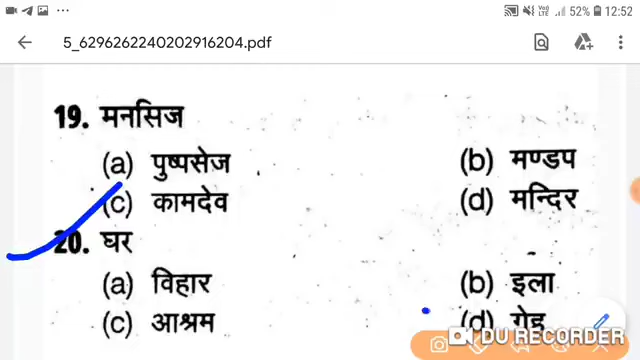 12:52
52%
5_6296262240202916204.pdf
19. मनसिज
(a) पुष्पसेज (b) मण्डप
(c) कामदेव (d) मन्दिर
20. घर
(a) विहार (b) इला
(c) आश्रम (d) गेह
DU RECORDER